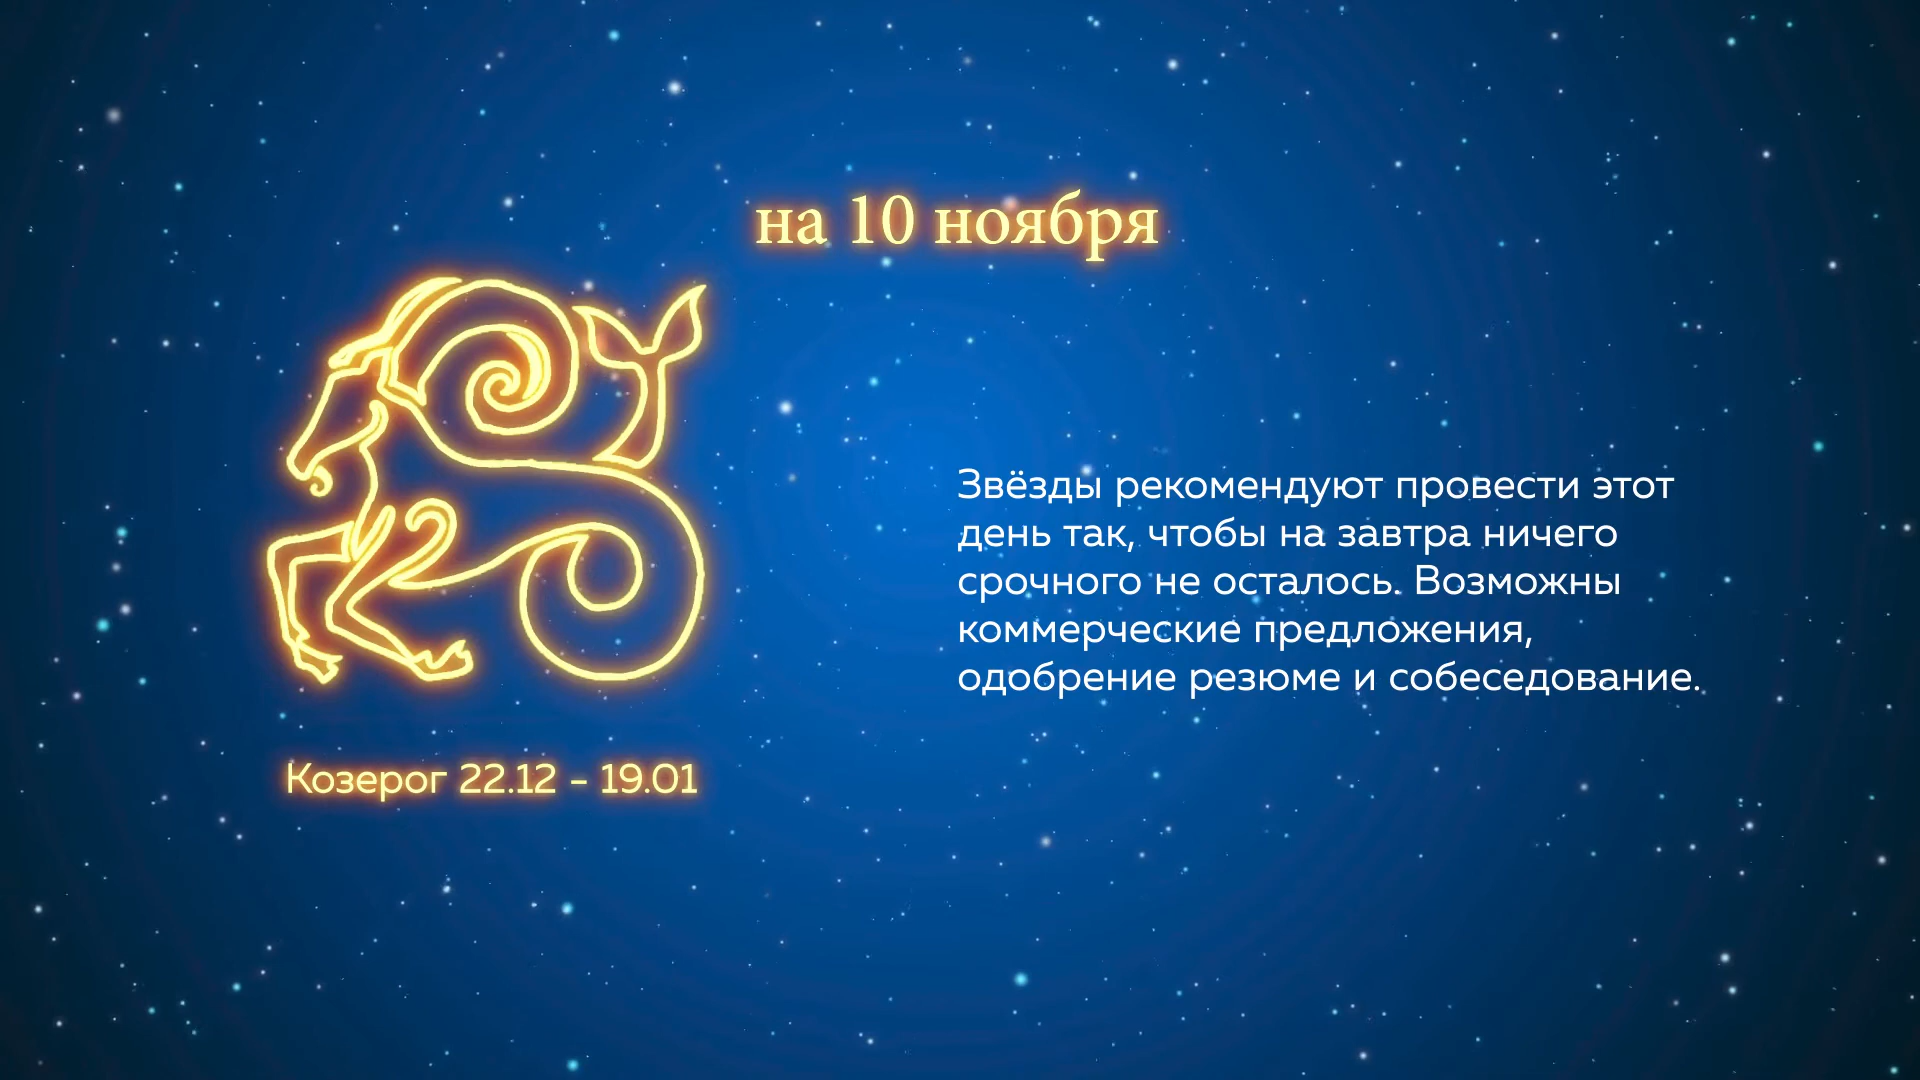 на 10 ноября
Звёзды рекомендуют провести этот
день так, чтобы на завтра ничего
срочного не осталось. Возможны
коммерческие предложения,
одобрение резюме и собеседование.
Козерог 22.12 - 19.01